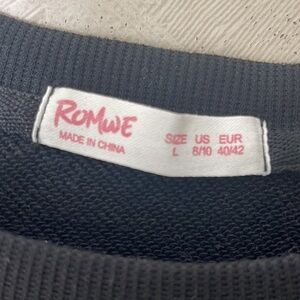 ROMWE
MADE IN CHINA
SIZE US EUR
L 8/10 40/42